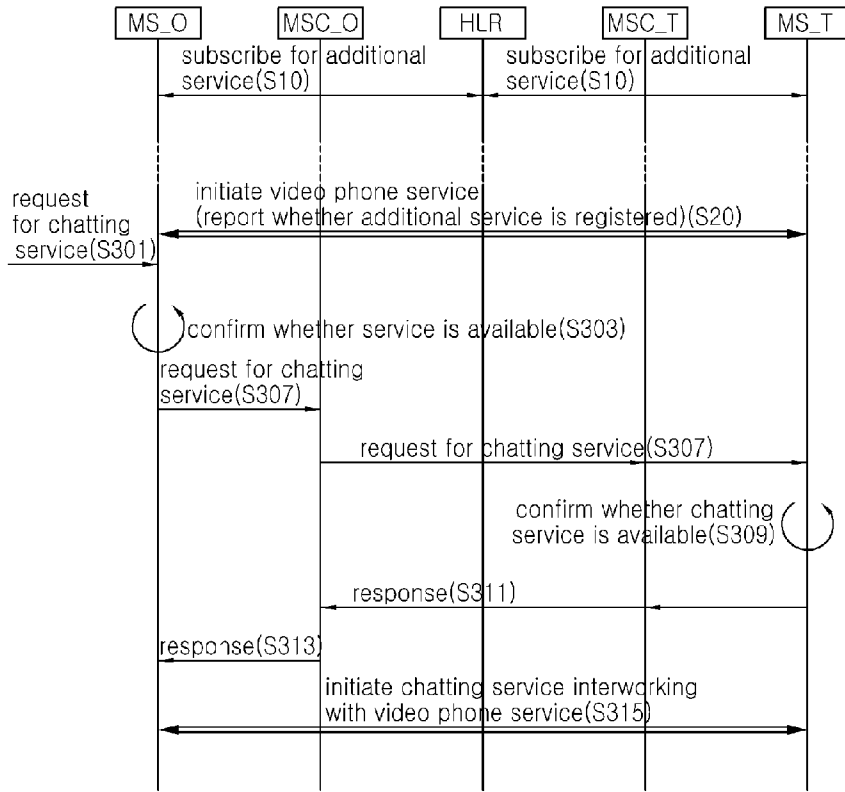 MS_O
MSC_O
HLR
MSC_T
MS_T
subscribe for additional
service(S10)
subscribe for additional
service(S10)
initiate video phone service
(report whether additional service is registered)(S20)
request
for chatting
service(S301)
confirm whether service is available(S303)
request for chatting
service(S307)
request for chatting service(S307)
confirm whether chatting
service is available(S309)
response(S311)
response(S313)
initiate chatting service interworking
with video phone service(S315)